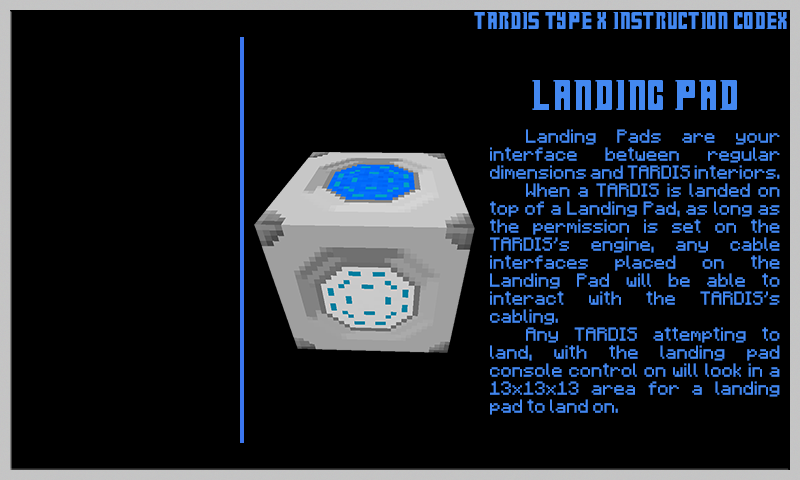 TARDIS TYPE X INSTRUCTION CODEX
LANDING PAD
Landing Pads are your
interface between regular
dimensions and TARDIS interiors.
When a TARDIS is landed on
top of a Landing Pad, as long as
the permission is set on the
TARDIS's engine, any cable
interfaces placed on the
Landing Pad will be able to
interact with the TARDIS's
cabling.
Any TARDIS attempting to
land, with the landing pad
console control on will look in a
13x13x13 area for a landing
pad to land on.